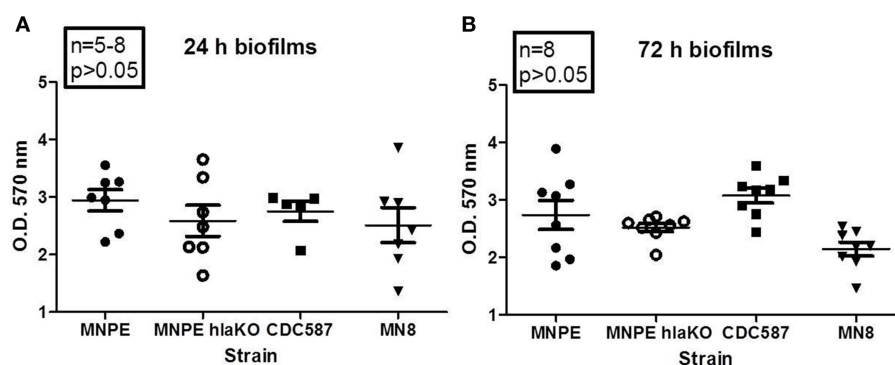 A
n=5-8
p>0.05
24 h biofilms
5
4
3
2
1
O.D. 570 nm
MNPE MNPE hlaKO CDC587 MN8
Strain
B
n=8
p>0.05
72 h biofilms
5
4
3
2
1
O.D. 570 nm
MNPE MNPE hlaKO CDC587 MN8
Strain